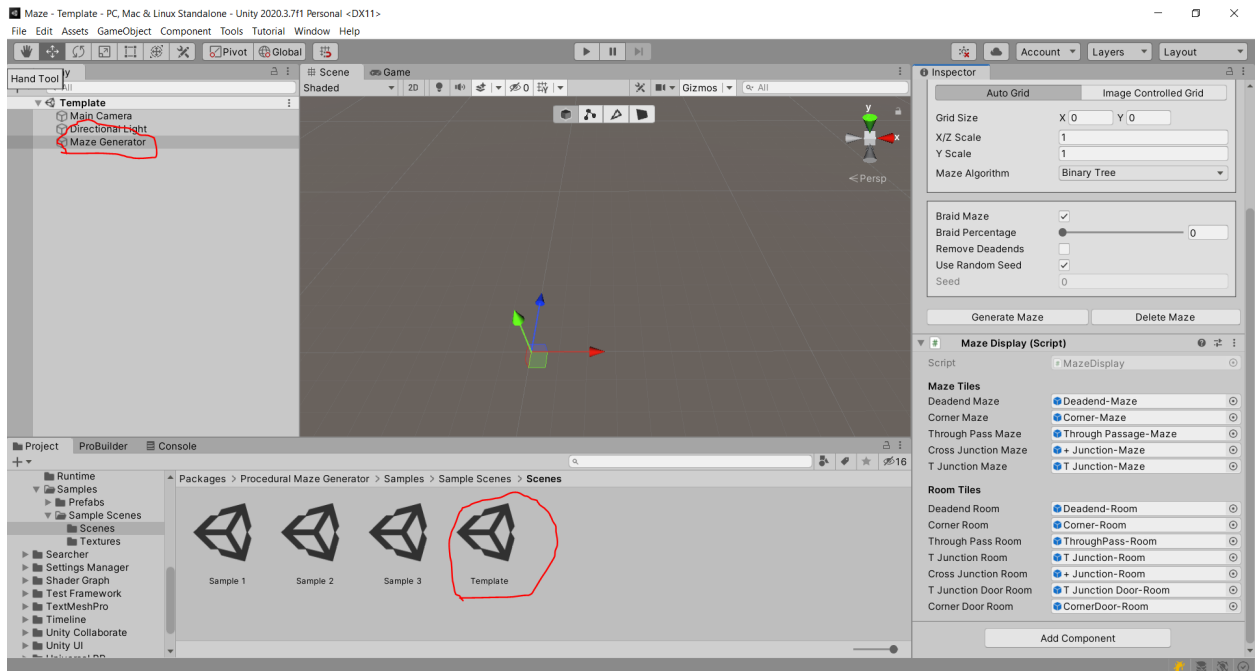 Maze - Template - PC, Mac & Linux Standalone - Unity 2020.3.7f1 Personal <DX11>
File Edit Assets GameObject Component Tools Tutorial Window Help
Pivot Global Account Layers Layout
Hand Tool
All
Template
Main Camera
Directional Light
Maze Generator
Scene Game
Shaded 2D 0 Gizmos All
y
x
Persp
Inspector
Auto Grid Image Controlled Grid
Grid Size X 0 Y 0
X/Z Scale 1
Y Scale 1
Maze Algorithm Binary Tree
Braid Maze
Braid Percentage 0
Remove Deadends
Use Random Seed
Seed 0
Generate Maze Delete Maze
# Maze Display (Script)
Script # MazeDisplay
Maze Tiles
Deadend Maze Deadend-Maze
Corner Maze Corner-Maze
Through Pass Maze Through Passage-Maze
Cross Junction Maze + Junction-Maze
T Junction Maze T Junction-Maze
Room Tiles
Deadend Room Deadend-Room
Corner Room Corner-Room
Through Pass Room ThroughPass-Room
T Junction Room T Junction-Room
Cross Junction Room + Junction-Room
T Junction Door Room T Junction Door-Room
Corner Door Room CornerDoor-Room
Add Component
Project ProBuilder Console
16
Runtime
Samples
Prefabs
Sample Scenes
Scenes
Textures
Searcher
Settings Manager
Shader Graph
Test Framework
TextMeshPro
Timeline
Unity Collaborate
Unity UI
Packages > Procedural Maze Generator > Samples > Sample Scenes > Scenes
Sample 1 Sample 2 Sample 3 Template